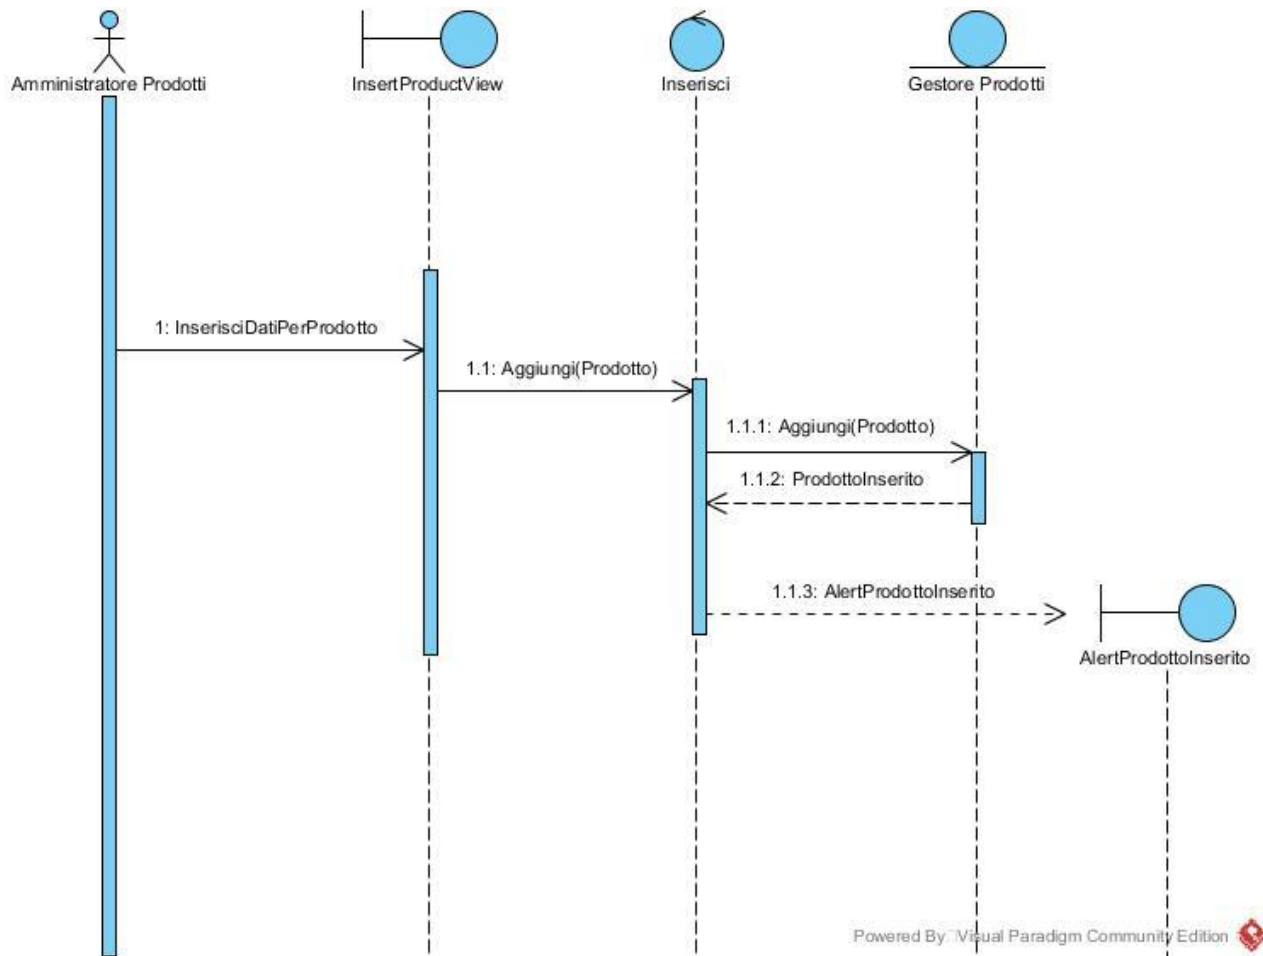 Amministratore Prodotti
InsertProductView
Inserisci
Gestore Prodotti
1: InserisciDatiPerProdotto
1.1: Aggiungi(Prodotto)
1.1.1: Aggiungi(Prodotto)
1.1.2: ProdottoInserito
1.1.3: AlertProdottoInserito
AlertProdottoInserito
Powered By Visual Paradigm Community Edition